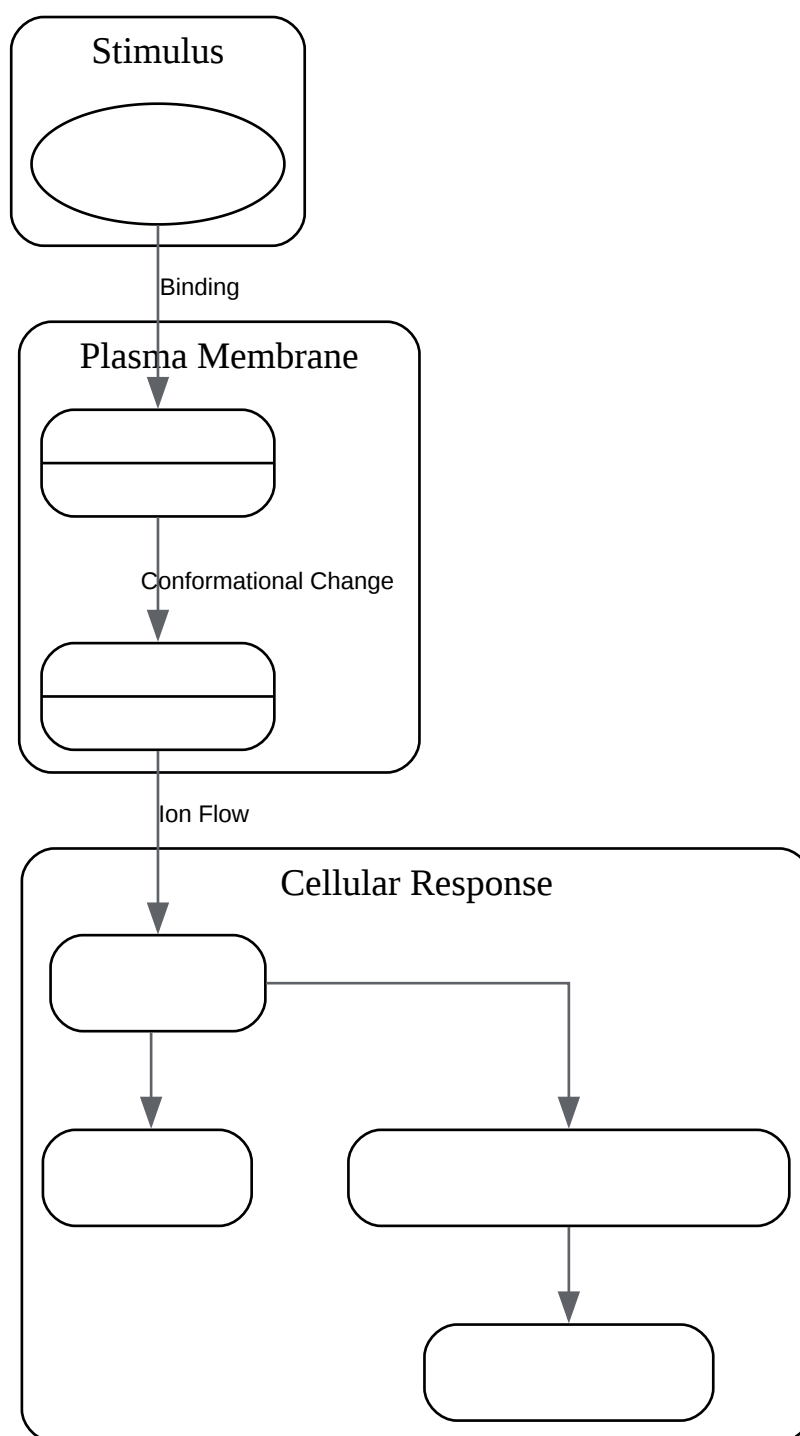 Stimulus
Binding
Plasma Membrane
Conformational Change
Ion Flow
Cellular Response